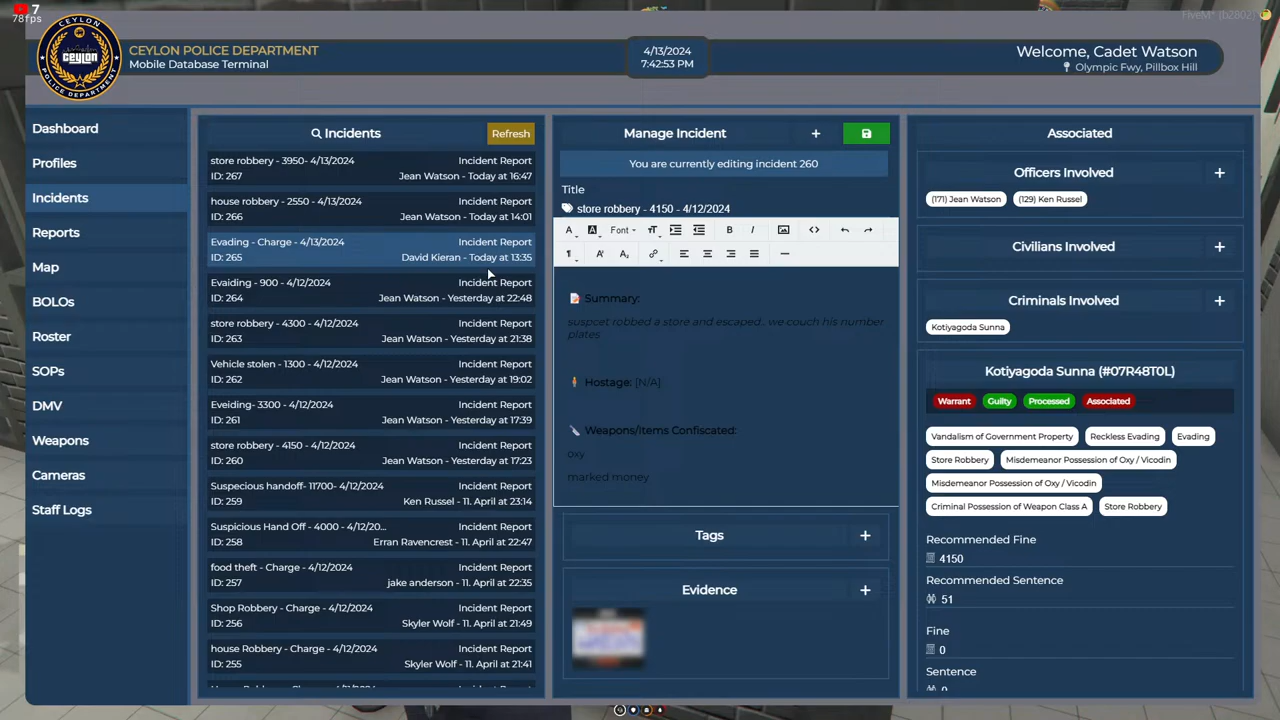 7
78fps
FiveM* (b2802)
CEYLON POLICE DEPARTMENT
Mobile Database Terminal
4/13/2024
7:42:53 PM
Welcome, Cadet Watson
Olympic Fwy, Pillbox Hill
ceylon
Dashboard
Profiles
Incidents
Reports
Map
BOLOs
Roster
SOPs
DMV
Weapons
Cameras
Staff Logs
Incidents
Refresh
store robbery - 3950- 4/13/2024 Incident Report
ID: 267 Jean Watson - Today at 16:47
house robbery - 2550 - 4/13/2024 Incident Report
ID: 266 Jean Watson - Today at 14:01
Evading - Charge - 4/13/2024 Incident Report
ID: 265 David Kieran - Today at 13:35
Evaiding - 900 - 4/12/2024 Incident Report
ID: 264 Jean Watson - Yesterday at 22:48
store robbery - 4300 - 4/12/2024 Incident Report
ID: 263 Jean Watson - Yesterday at 21:38
Vehicle stolen - 1300 - 4/12/2024 Incident Report
ID: 262 Jean Watson - Yesterday at 19:02
Eveiding- 3300 - 4/12/2024 Incident Report
ID: 261 Jean Watson - Yesterday at 17:39
store robbery - 4150 - 4/12/2024 Incident Report
ID: 260 Jean Watson - Yesterday at 17:23
Suspecious handoff- 11700- 4/12/2024 Incident Report
ID: 259 Ken Russel - 11. April at 23:14
Suspicious Hand Off - 4000 - 4/12/20... Incident Report
ID: 258 Erran Ravencrest - 11. April at 22:47
food theft - Charge - 4/12/2024 Incident Report
ID: 257 jake anderson - 11. April at 22:35
Shop Robbery - Charge - 4/12/2024 Incident Report
ID: 256 Skyler Wolf - 11. April at 21:49
house Robbery - Charge - 4/12/2024 Incident Report
ID: 255 Skyler Wolf - 11. April at 21:41
Manage Incident +
You are currently editing incident 260
Title
store robbery - 4150 - 4/12/2024
Font
Summary:
suspcet robbed a store and escaped.. we couch his number
plates
Hostage: [N/A]
Weapons/Items Confiscated:
oxy
marked money
Tags +
Evidence +
Associated
Officers Involved +
(171) Jean Watson (129) Ken Russel
Civilians Involved +
Criminals Involved +
Kotiyagoda Sunna
Kotiyagoda Sunna (#07R48T0L)
Warrant Guilty Processed Associated
Vandalism of Government Property Reckless Evading Evading
Store Robbery Misdemeanor Possession of Oxy / Vicodin
Misdemeanor Possession of Oxy / Vicodin
Criminal Possession of Weapon Class A Store Robbery
Recommended Fine
4150
Recommended Sentence
51
Fine
0
Sentence
0